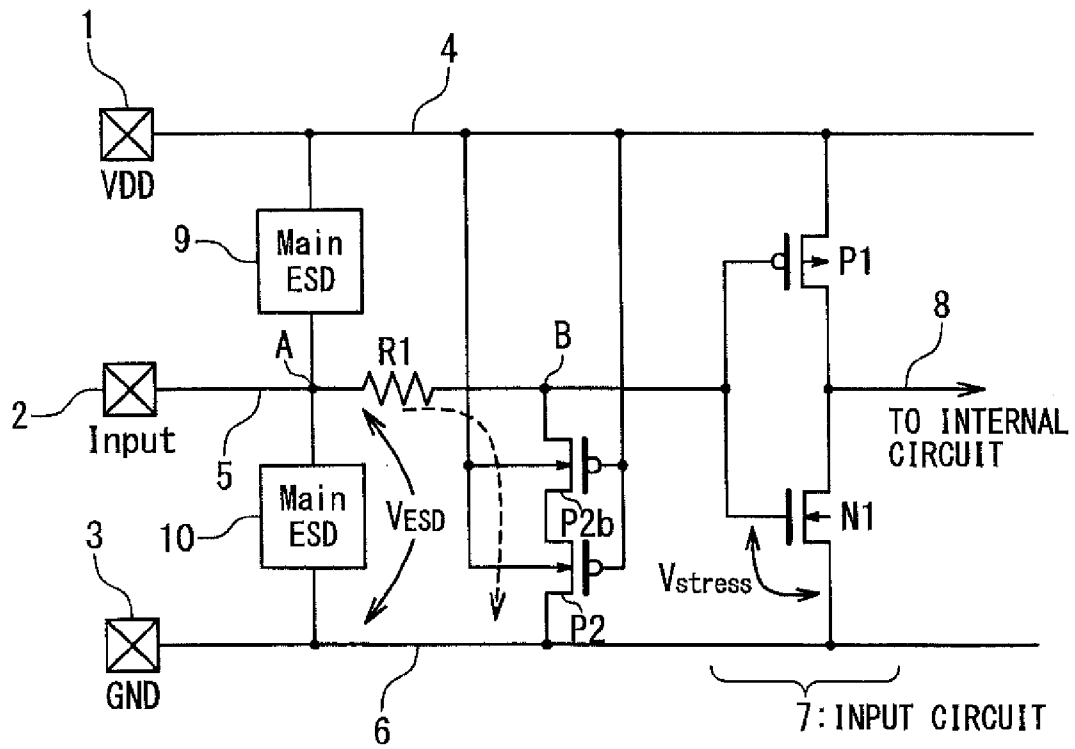 1
4
VDD
9
Main
ESD
P1
A
R1
B
8
2
Input
5
TO INTERNAL
CIRCUIT
Main
ESD
10
VESD
P2b
N1
3
Vstress
P2
GND
6
7:INPUT CIRCUIT